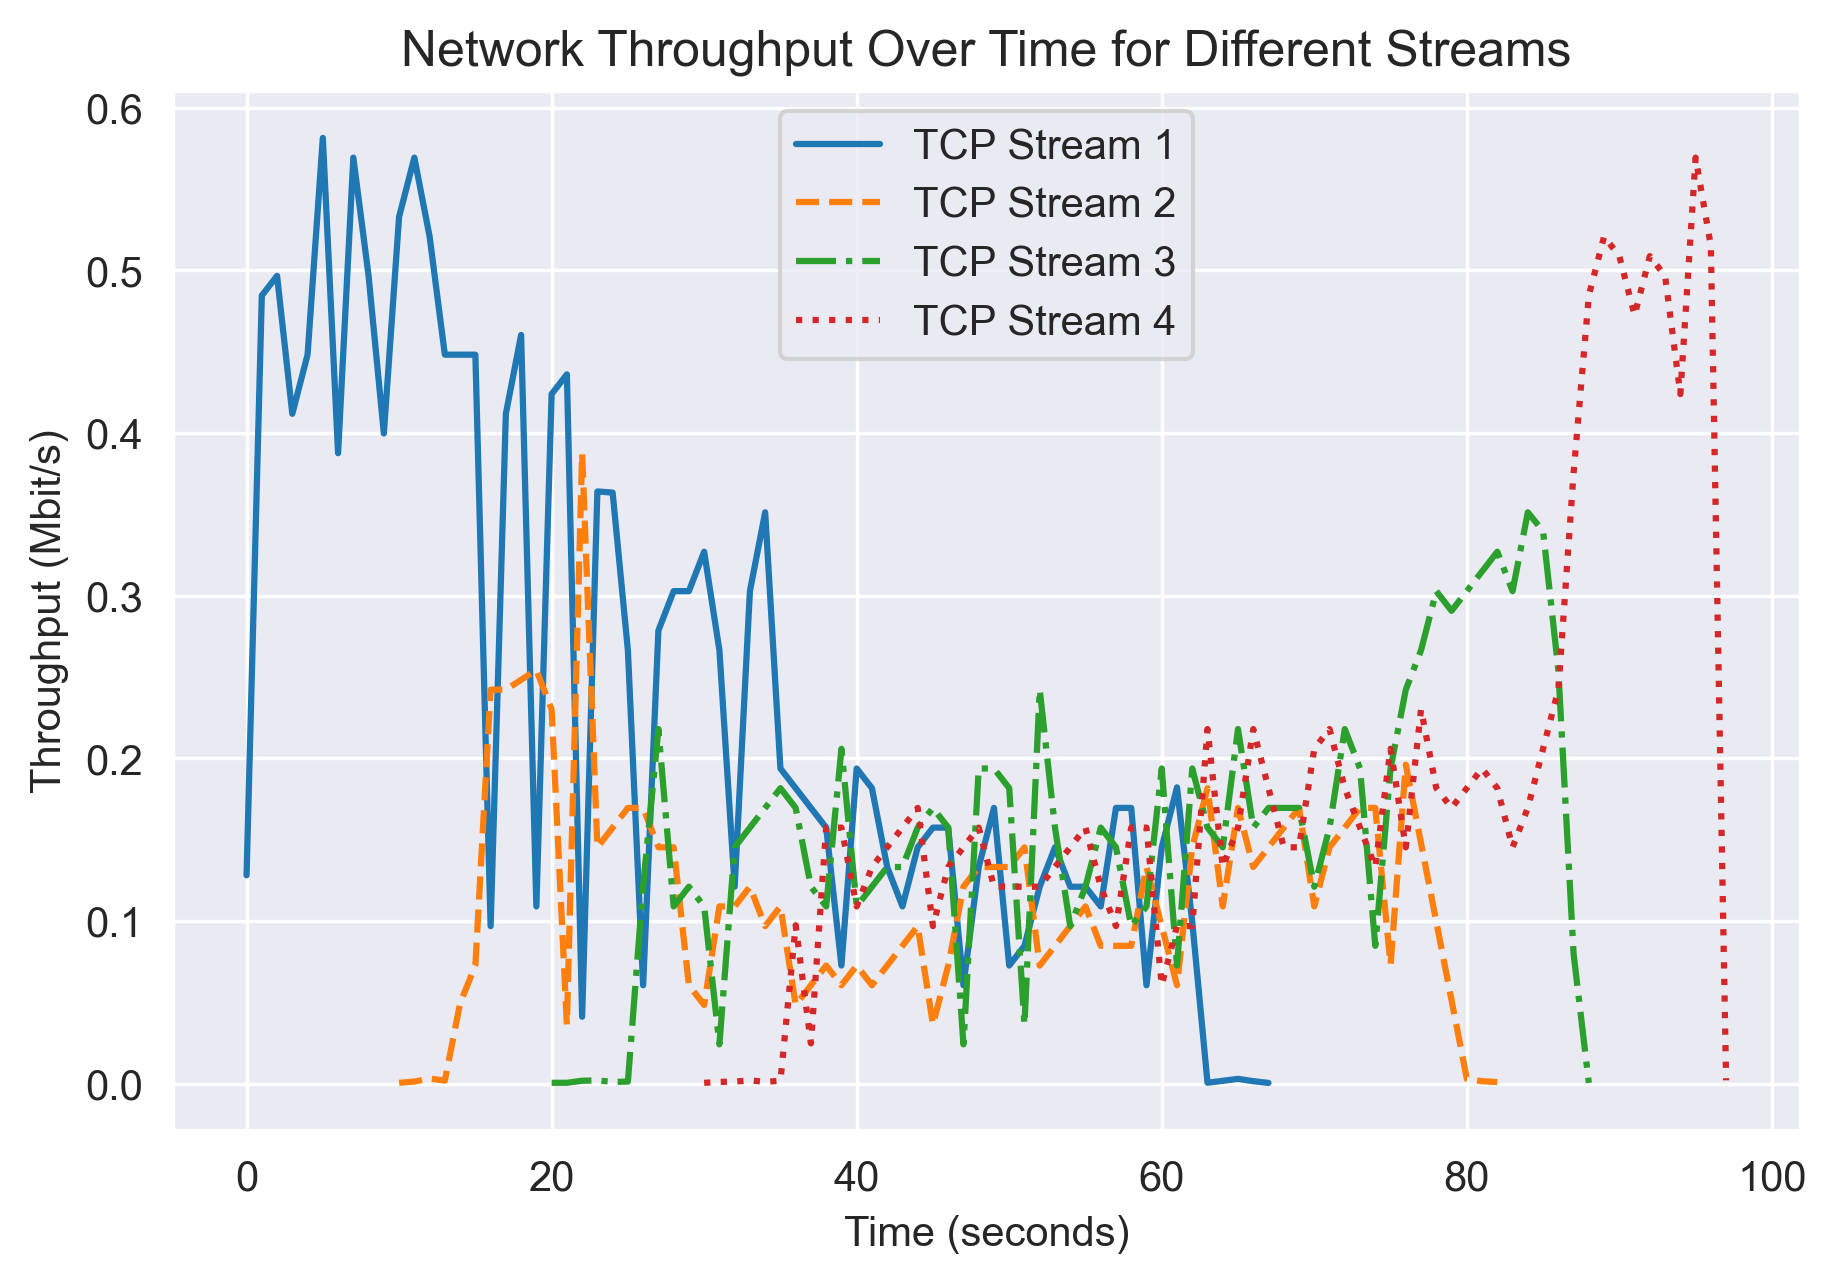 Network Throughput Over Time for Different Streams
0.6
0.5
0.4
0.3
0.2
0.1
0.0
Throughput (Mbit/s)
TCP Stream 1
TCP Stream 2
TCP Stream 3
TCP Stream 4
0 20 40 60 80 100
Time (seconds)